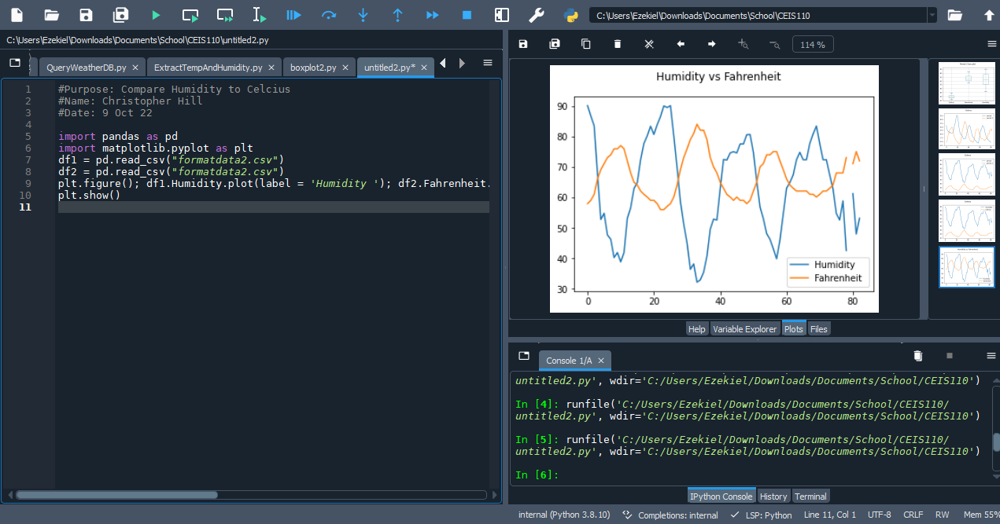 C:\Users\Ezekiel\Downloads\Documents\School\CEIS110
C:\Users\Ezekiel\Downloads\Documents\School\CEIS110\untitled2.py
QueryWeatherDB.py
ExtractTempAndHumidity.py
boxplot2.py
untitled2.py*
1 #Purpose: Compare Humidity to Celcius
2 #Name: Christopher Hill
3 #Date: 9 Oct 22
4
5 import pandas as pd
6 import matplotlib.pyplot as plt
7 df1 = pd.read_csv("formatdata2.csv")
8 df2 = pd.read_csv("formatdata2.csv")
9 plt.figure(); df1.Humidity.plot(label = 'Humidity '); df2.Fahrenheit.
10 plt.show()
11
114 %
Humidity vs Fahrenheit
90
80
70
60
50
40
30
0 20 40 60 80
Humidity
Fahrenheit
Help Variable Explorer Plots Files
Console 1/A
untitled2.py', wdir='C:/Users/Ezekiel/Downloads/Documents/School/CEIS110')
In [4]: runfile('C:/Users/Ezekiel/Downloads/Documents/School/CEIS110/
untitled2.py', wdir='C:/Users/Ezekiel/Downloads/Documents/School/CEIS110')
In [5]: runfile('C:/Users/Ezekiel/Downloads/Documents/School/CEIS110/
untitled2.py', wdir='C:/Users/Ezekiel/Downloads/Documents/School/CEIS110')
In [6]:
IPython Console History Terminal
internal (Python 3.8.10) Completions: internal LSP: Python Line 11, Col 1 UTF-8 CRLF RW Mem 55%